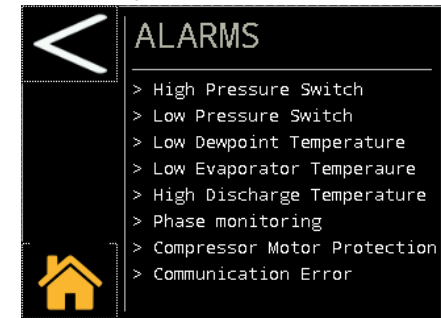 ALARMS
> High Pressure Switch
> Low Pressure Switch
> Low Dewpoint Temperature
> Low Evaporator Temperaure
> High Discharge Temperature
> Phase monitoring
> Compressor Motor Protection
> Communication Error